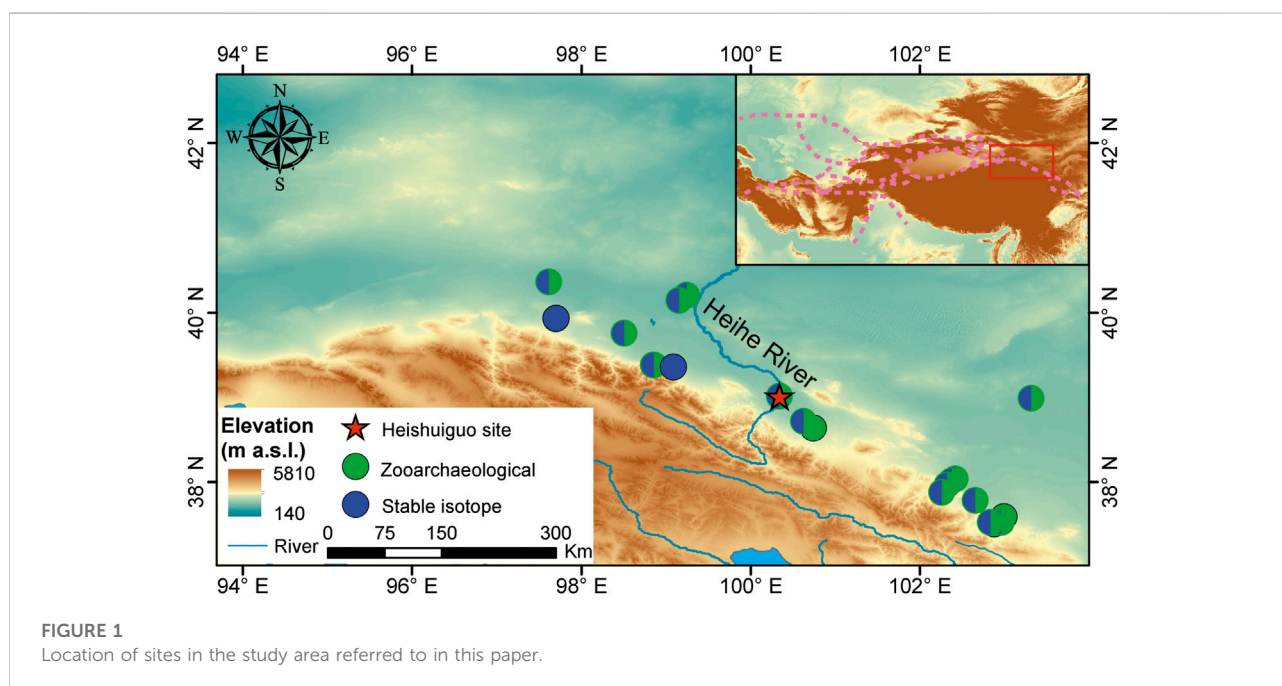 94° E 96° E 98° E 100° E 102° E
N
W E
S
42° N 42° N
40° N 40° N
Heihe River
38° N 38° N
Elevation
(m a.s.l.)
5810
140
River
Heishuiguo site
Zooarchaeological
Stable isotope
0 75 150 300
Km
94° E 96° E 98° E 100° E 102° E
FIGURE 1
Location of sites in the study area referred to in this paper.